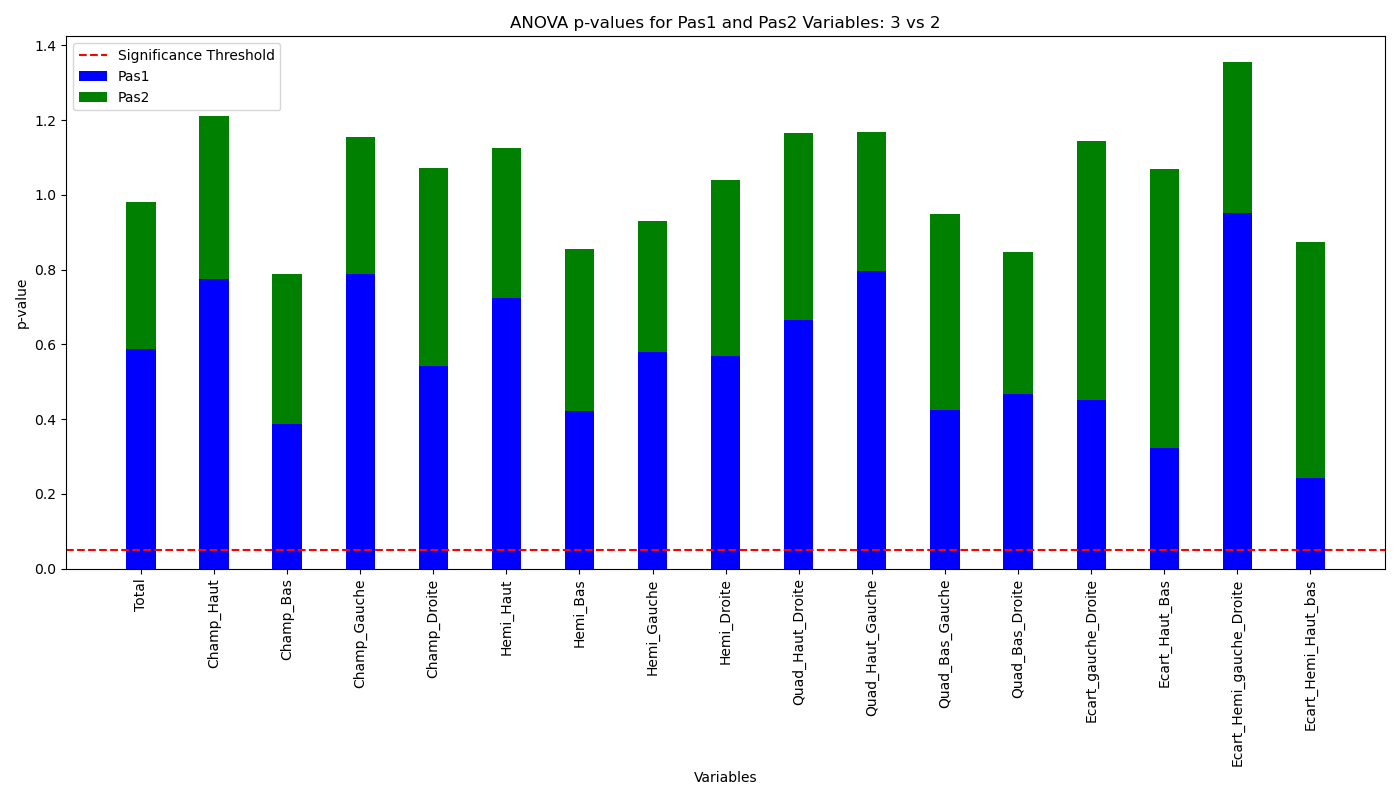 ANOVA p-values for Pas1 and Pas2 Variables: 3 vs 2
Significance Threshold
Pas1
Pas2
1.4
1.2
1.0
0.8
0.6
0.4
0.2
0.0
p-value
Total
Champ_Haut
Champ_Bas
Champ_Gauche
Champ_Droite
Hemi_Haut
Hemi_Bas
Hemi_Gauche
Hemi_Droite
Quad_Haut_Droite
Quad_Haut_Gauche
Quad_Bas_Gauche
Quad_Bas_Droite
Ecart_gauche_Droite
Ecart_Haut_Bas
Ecart_Hemi_gauche_Droite
Ecart_Hemi_Haut_bas
Variables